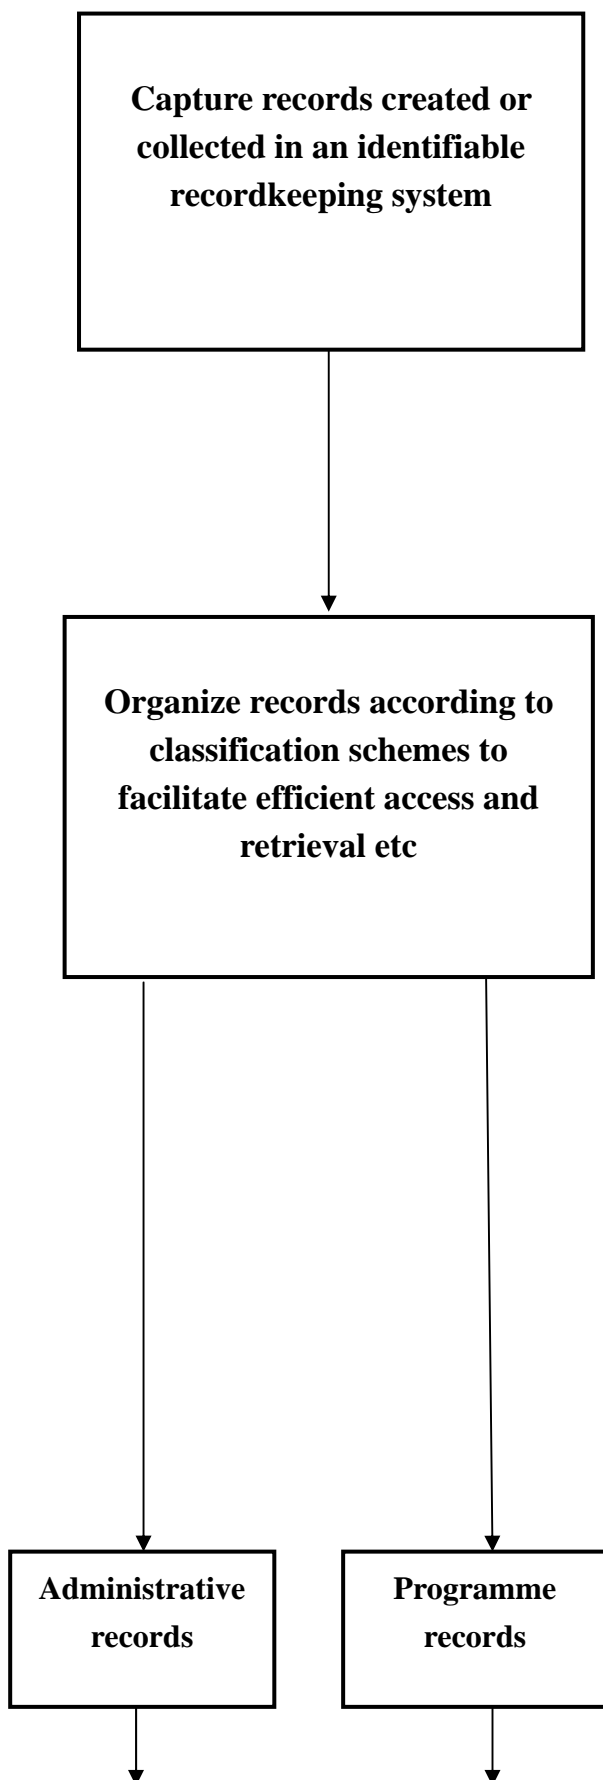 Capture records created or
collected in an identifiable
recordkeeping system
Organize records according to
classification schemes to
facilitate efficient access and
retrieval etc
Administrative
records
Programme
records